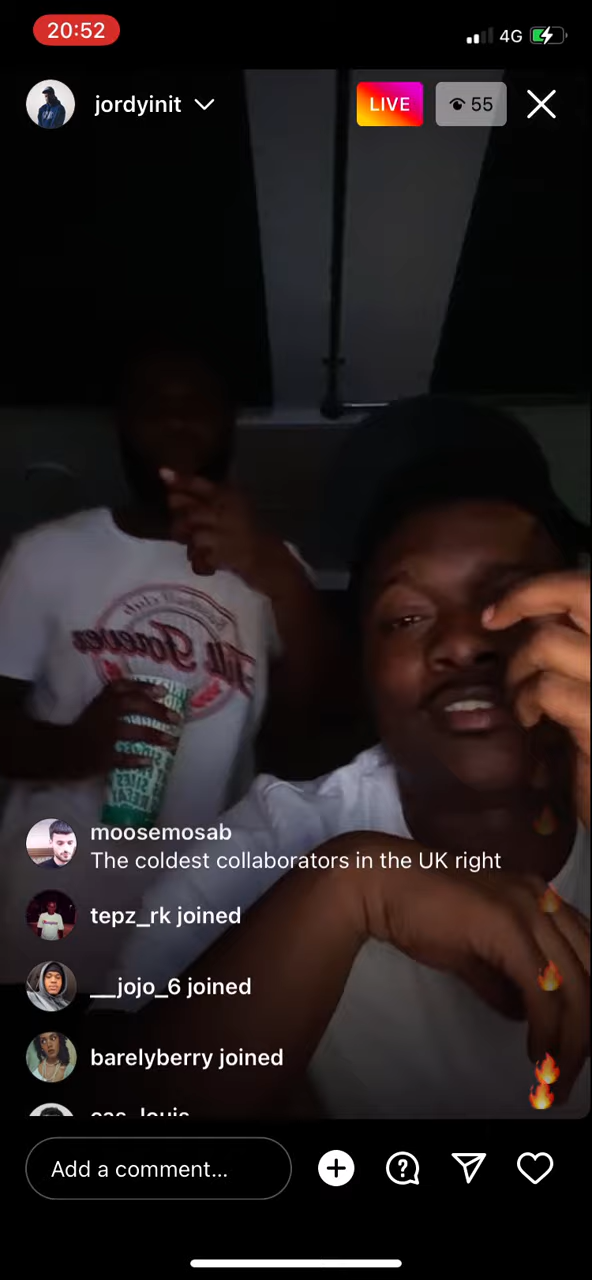 20:52
4G
jordyinit
LIVE
55
moosemosab
The coldest collaborators in the UK right
tepz_rk joined
__jojo_6 joined
barelyberry joined
Add a comment...